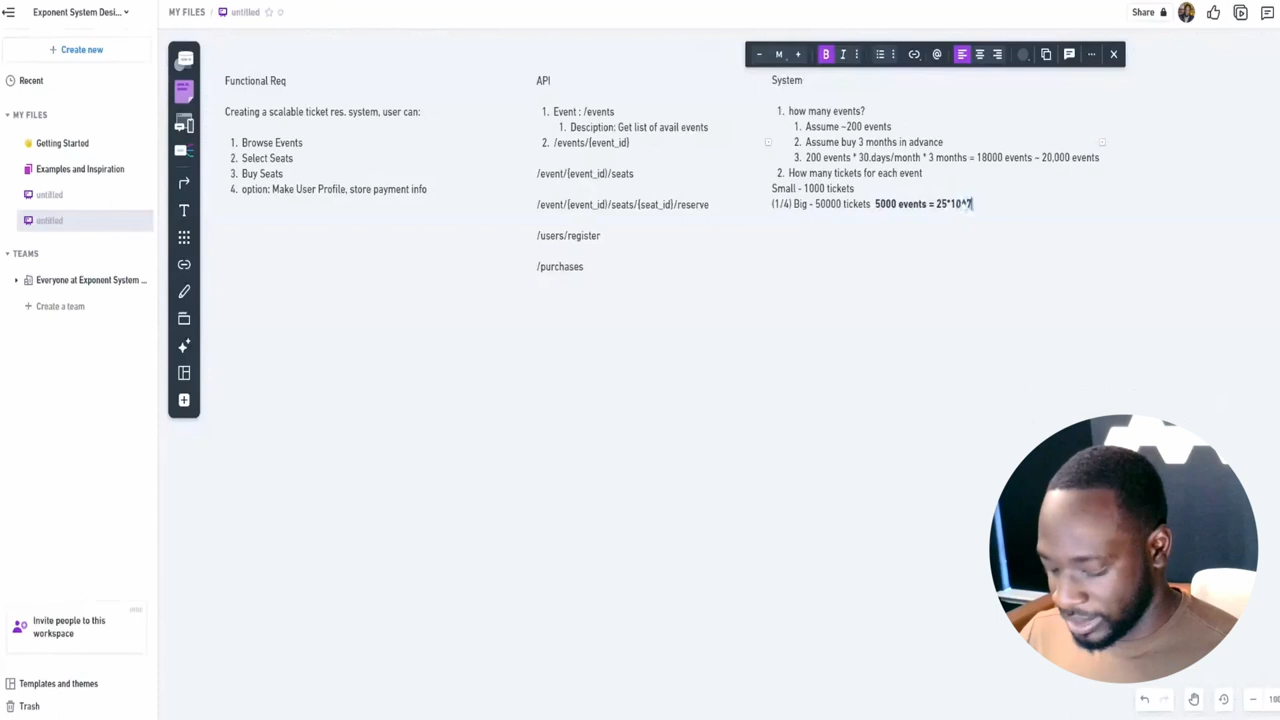 Exponent System Desi...
MY FILES / untitled
Share
Create new
Recent
MY FILES
Getting Started
Examples and Inspiration
untitled
untitled
TEAMS
Everyone at Exponent System ...
Create a team
Invite people to this
workspace
Templates and themes
Trash
Functional Req
Creating a scalable ticket res. system, user can:
1. Browse Events
2. Select Seats
3. Buy Seats
4. option: Make User Profile, store payment info
API
1. Event : /events
1. Desciption: Get list of avail events
2. /events/{event_id}
/event/{event_id}/seats
/event/{event_id}/seats/{seat_id}/reserve
/users/register
/purchases
M
B I
System
1. how many events?
1. Assume ~200 events
2. Assume buy 3 months in advance
3. 200 events * 30.days/month * 3 months = 18000 events ~ 20,000 events
2. How many tickets for each event
Small - 1000 tickets
(1/4) Big - 50000 tickets 5000 events = 25*10^7
100